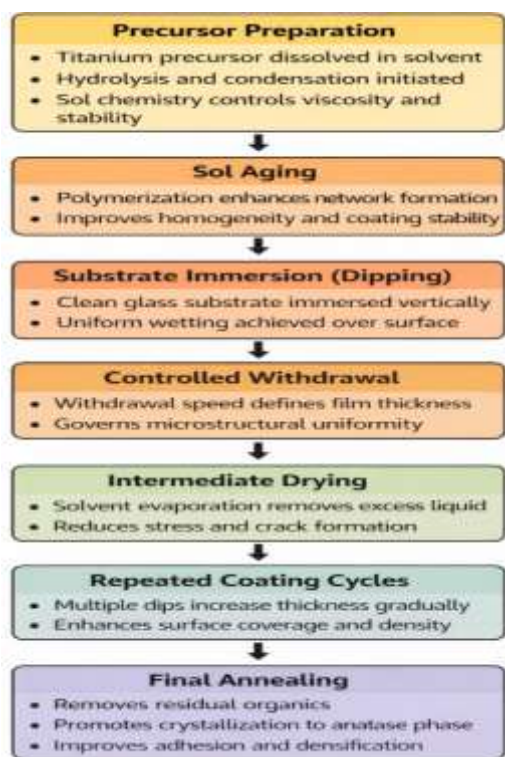 Precursor Preparation
• Titanium precursor dissolved in solvent
• Hydrolysis and condensation initiated
• Sol chemistry controls viscosity and
stability
Sol Aging
• Polymerization enhances network formation
• Improves homogeneity and coating stability
Substrate Immersion (Dipping)
• Clean glass substrate immersed vertically
• Uniform wetting achieved over surface
Controlled Withdrawal
• Withdrawal speed defines film thickness
• Governs microstructural uniformity
Intermediate Drying
• Solvent evaporation removes excess liquid
• Reduces stress and crack formation
Repeated Coating Cycles
• Multiple dips increase thickness gradually
• Enhances surface coverage and density
Final Annealing
• Removes residual organics
• Promotes crystallization to anatase phase
• Improves adhesion and densification